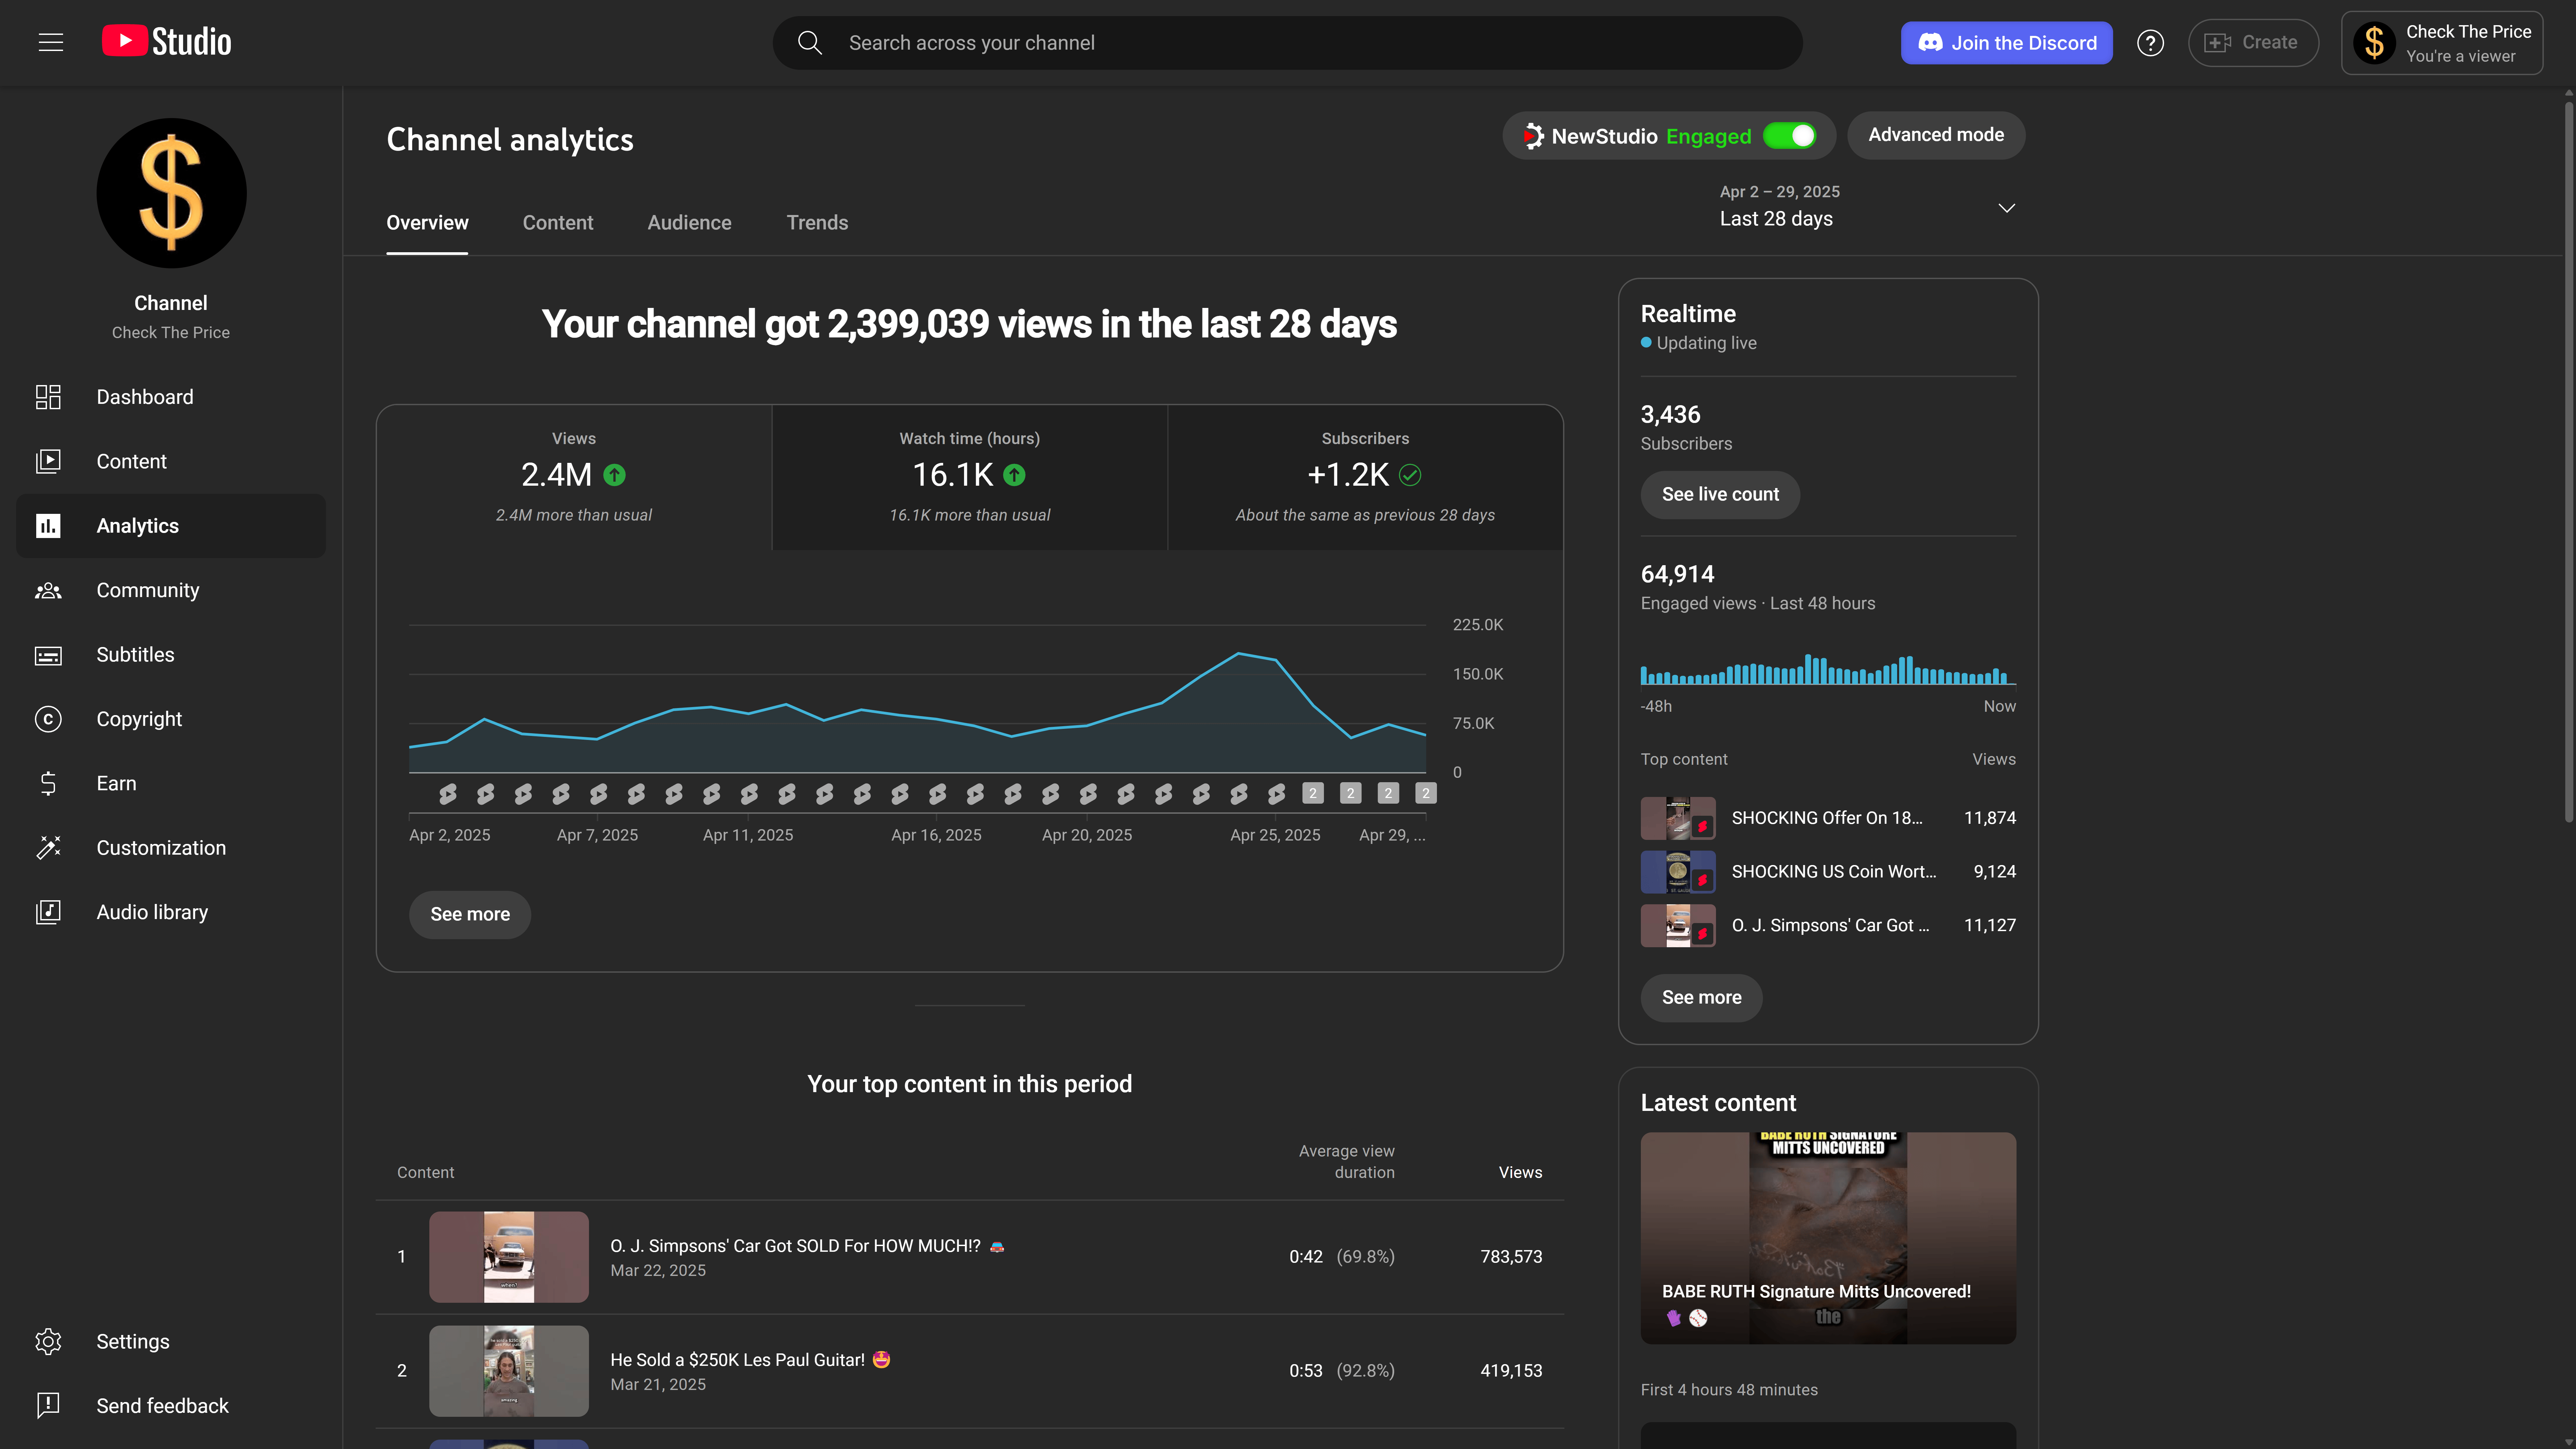 Studio
Search across your channel
Join the Discord
Create
Check The Price
You're a viewer
Channel
Check The Price
Dashboard
Content
Analytics
Community
Subtitles
Copyright
Earn
Customization
Audio library
Settings
Send feedback
Channel analytics
NewStudio Engaged
Advanced mode
Overview
Content
Audience
Trends
Apr 2 – 29, 2025
Last 28 days
Your channel got 2,399,039 views in the last 28 days
Views
2.4M
2.4M more than usual
Watch time (hours)
16.1K
16.1K more than usual
Subscribers
+1.2K
About the same as previous 28 days
225.0K
150.0K
75.0K
0
2 2 2 2
Apr 2, 2025 Apr 7, 2025 Apr 11, 2025 Apr 16, 2025 Apr 20, 2025 Apr 25, 2025 Apr 29, ...
See more
Your top content in this period
Content
Average view
duration
Views
1
O. J. Simpsons' Car Got SOLD For HOW MUCH!? 🚘
Mar 22, 2025
0:42 (69.8%) 783,573
when?
2
He Sold a $250K Les Paul Guitar! 🤩
Mar 21, 2025
0:53 (92.8%) 419,153
amazing
Realtime
Updating live
3,436
Subscribers
See live count
64,914
Engaged views · Last 48 hours
-48h Now
Top content Views
SHOCKING Offer On 18... 11,874
SHOCKING US Coin Wort... 9,124
O. J. Simpsons' Car Got ... 11,127
See more
Latest content
BABE RUTH SIGNATURE
MITTS UNCOVERED
BABE RUTH Signature Mitts Uncovered!
the
First 4 hours 48 minutes